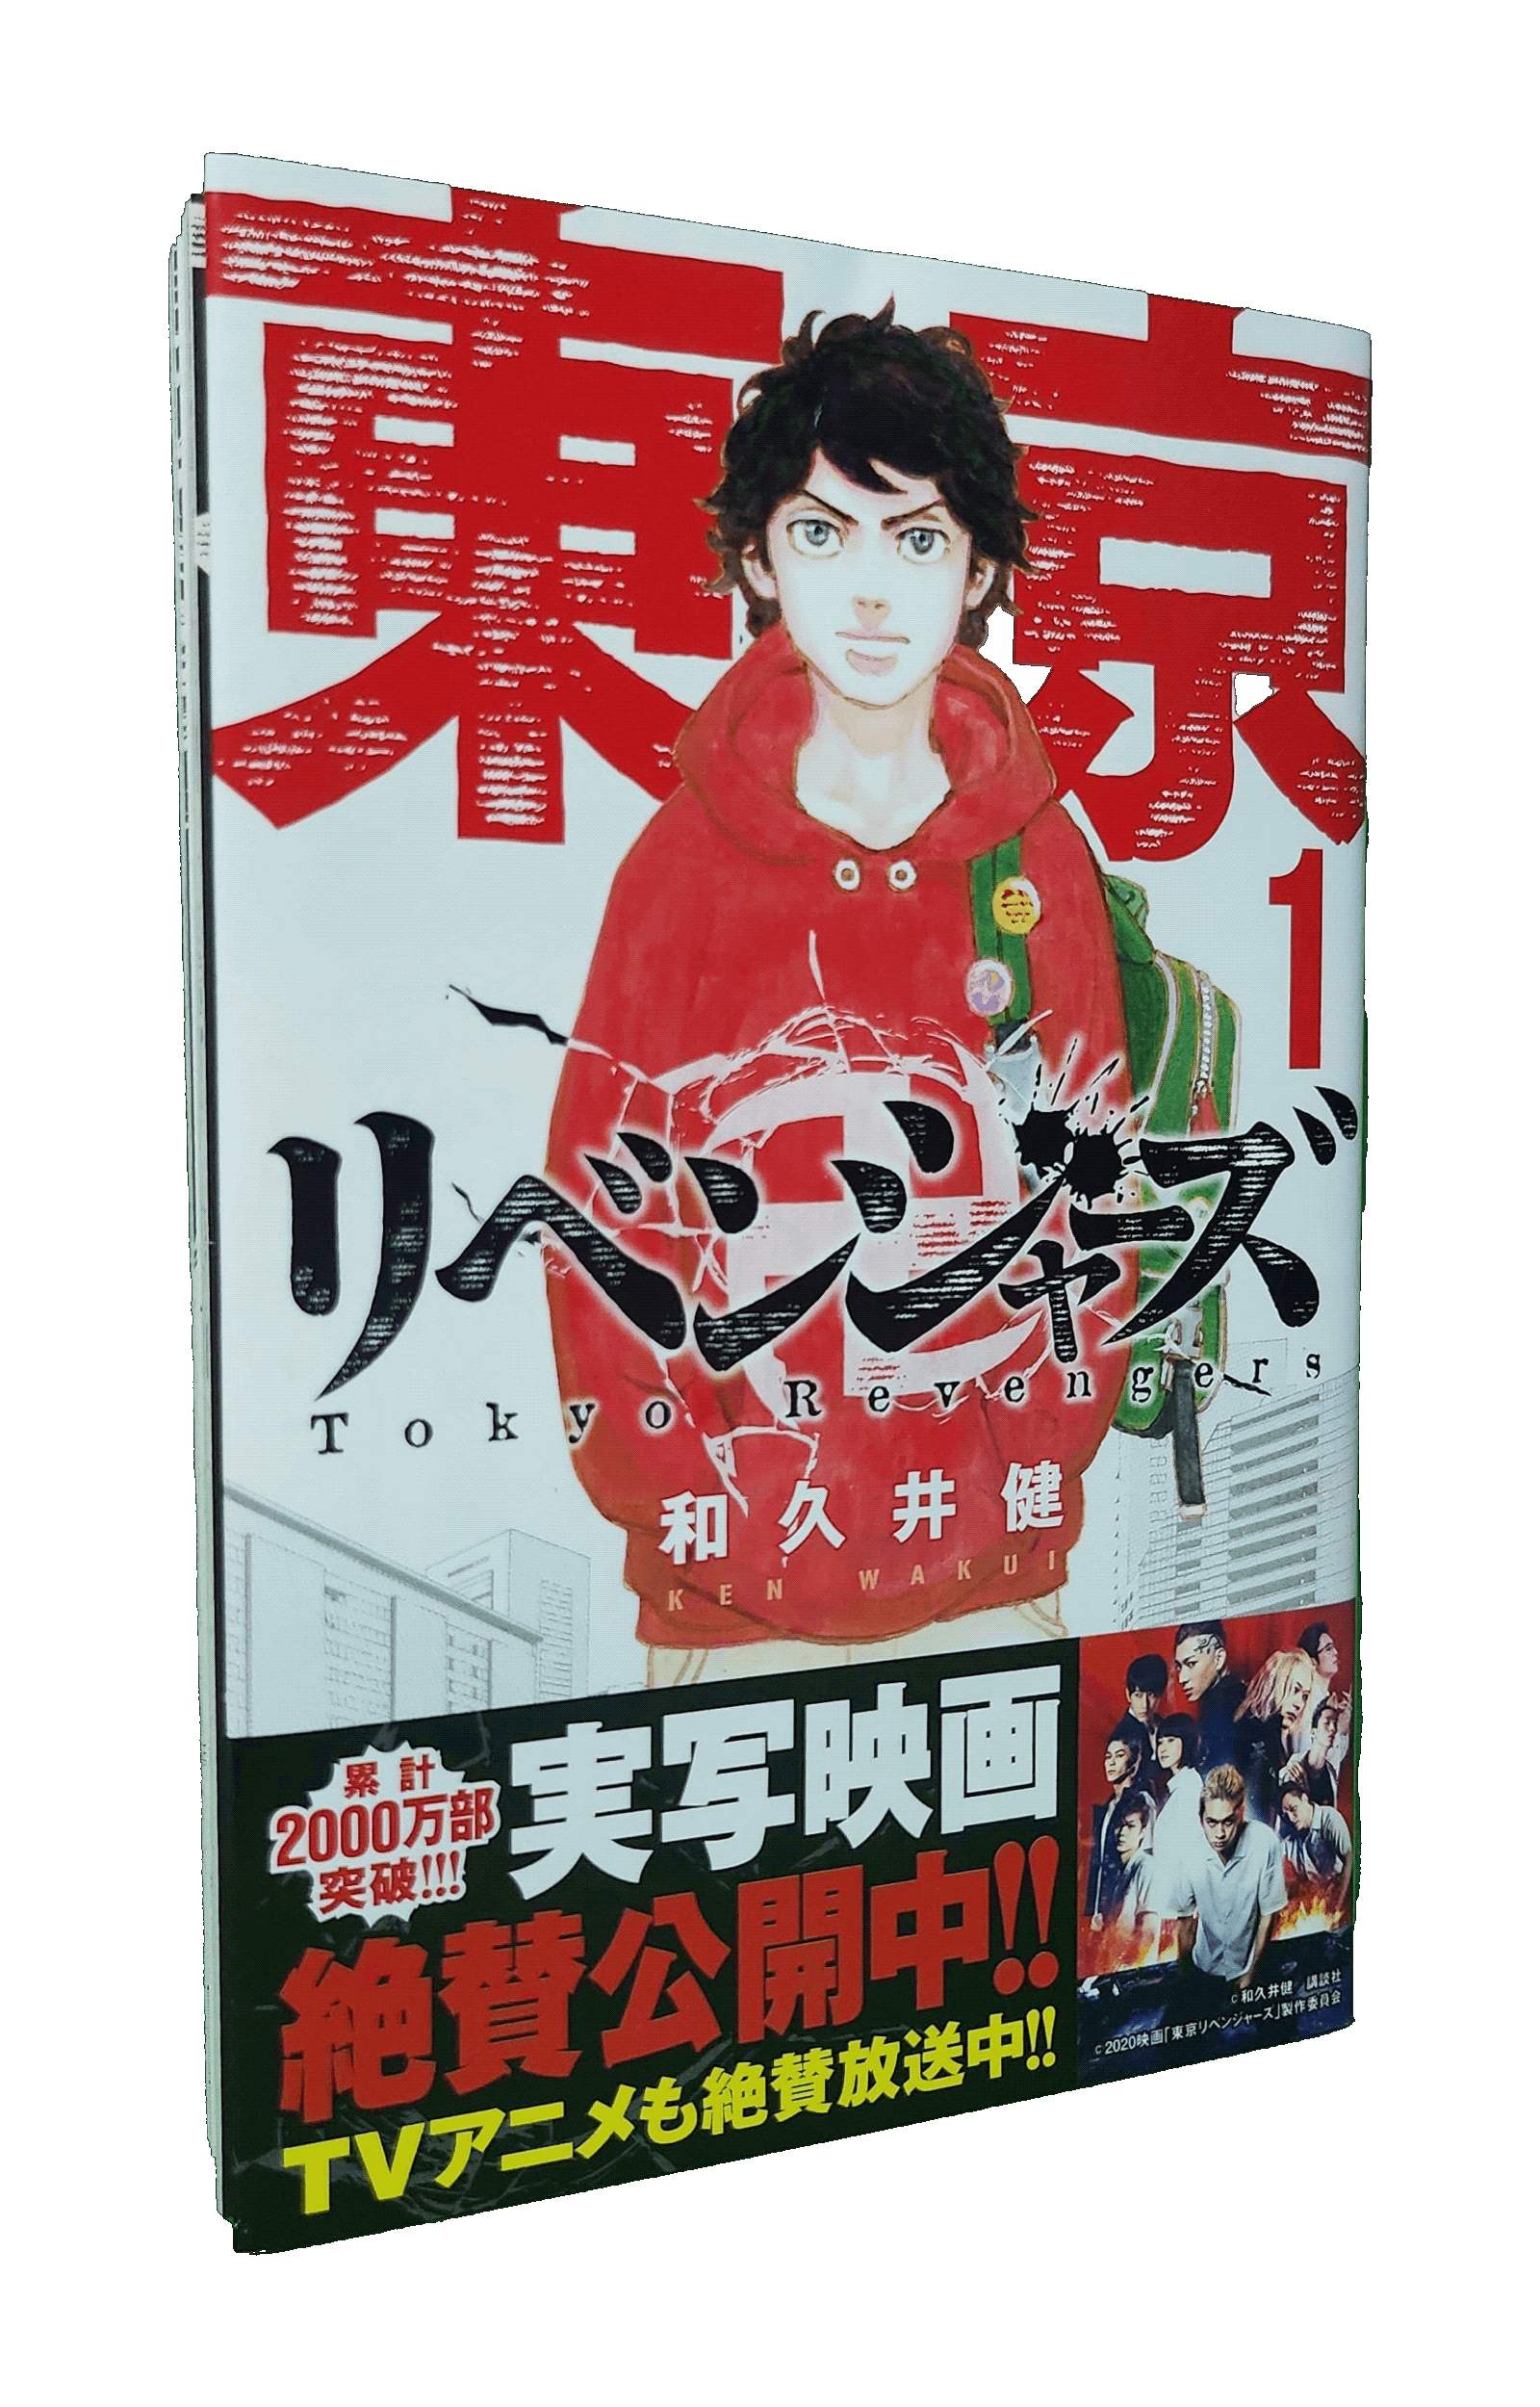 東京
1
リベンジャーズ
Tokyo Revengers
和久井健
KEN WAKUI
累計
2000万部
突破!!!
実写映画
絶賛公開中!!
TVアニメも絶賛放送中!!
©和久井健 講談社
©2020映画「東京リベンジャーズ」製作委員会